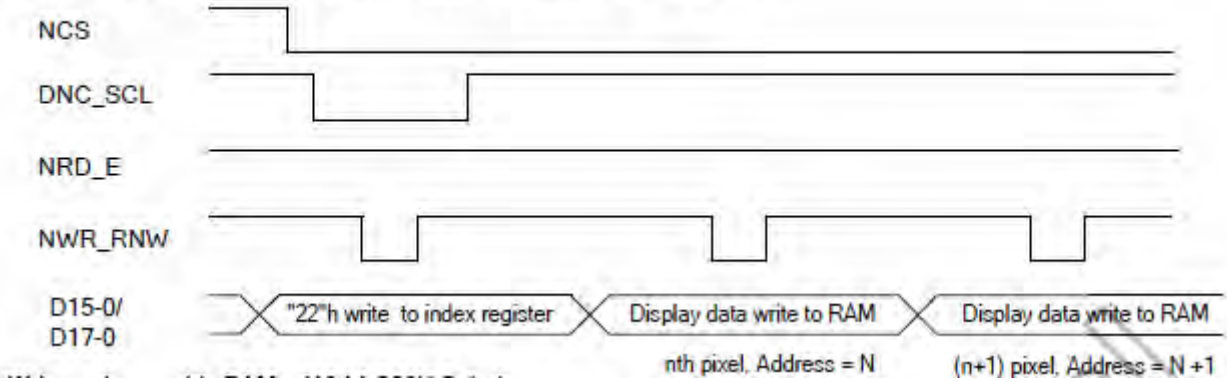 NCS
DNC_SCL
NRD_E
NWR_RNW
D15-0/
D17-0
"22"h write to index register
Display data write to RAM
Display data write to RAM
nth pixel, Address = N
(n+1) pixel, Address = N +1